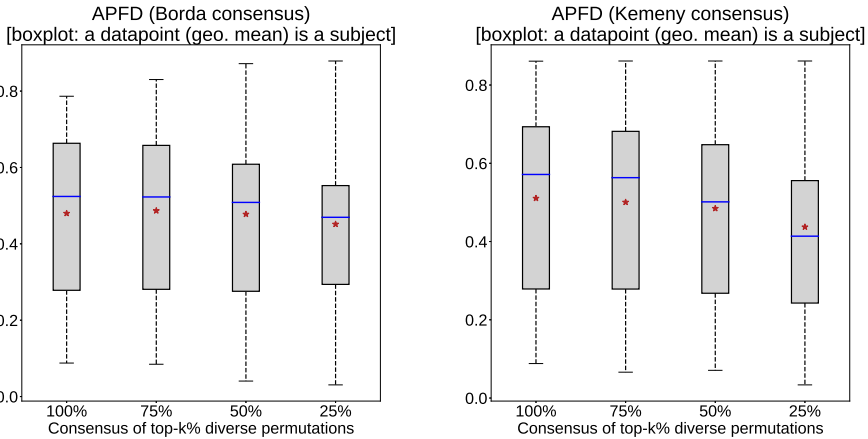 APFD (Borda consensus)
[boxplot: a datapoint (geo. mean) is a subject]
0.8
0.6
0.4
0.2
0.0
100% 75% 50% 25%
Consensus of top-k% diverse permutations
APFD (Kemeny consensus)
[boxplot: a datapoint (geo. mean) is a subject]
0.8
0.6
0.4
0.2
0.0
100% 75% 50% 25%
Consensus of top-k% diverse permutations